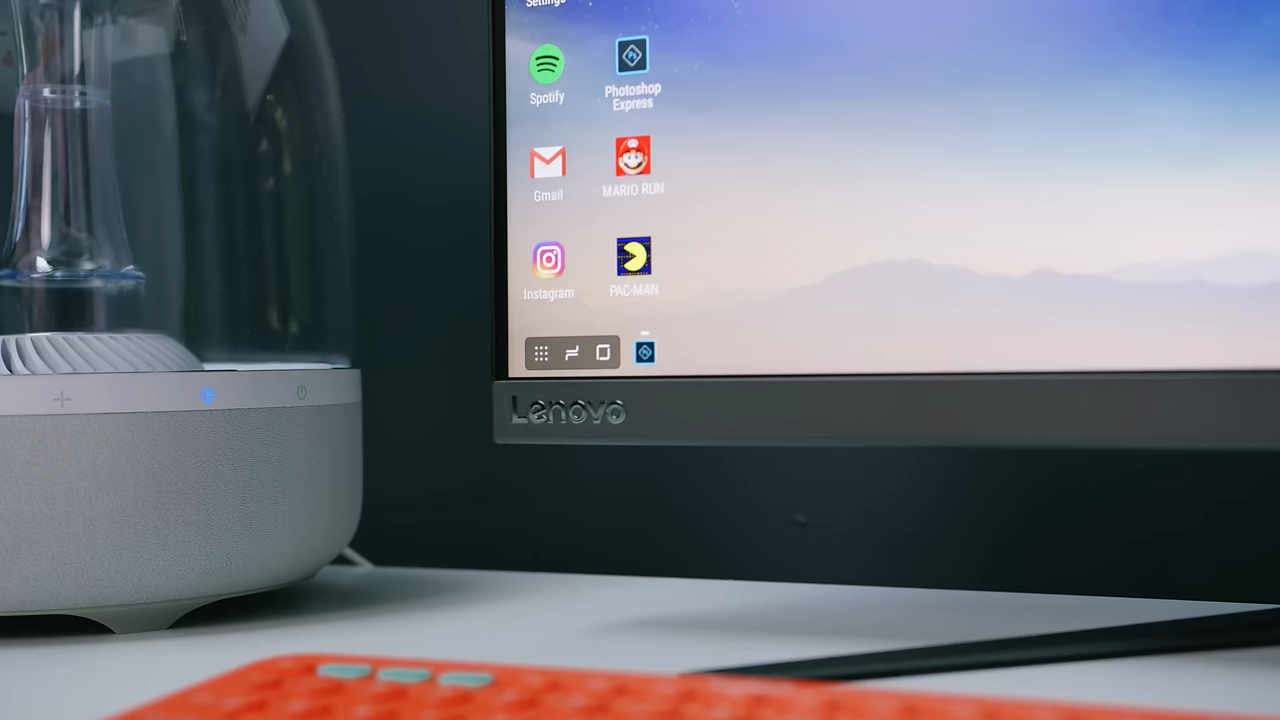 Settings
Spotify
Photoshop
Express
Gmail
MARIO RUN
Instagram
PAC-MAN
Lenovo